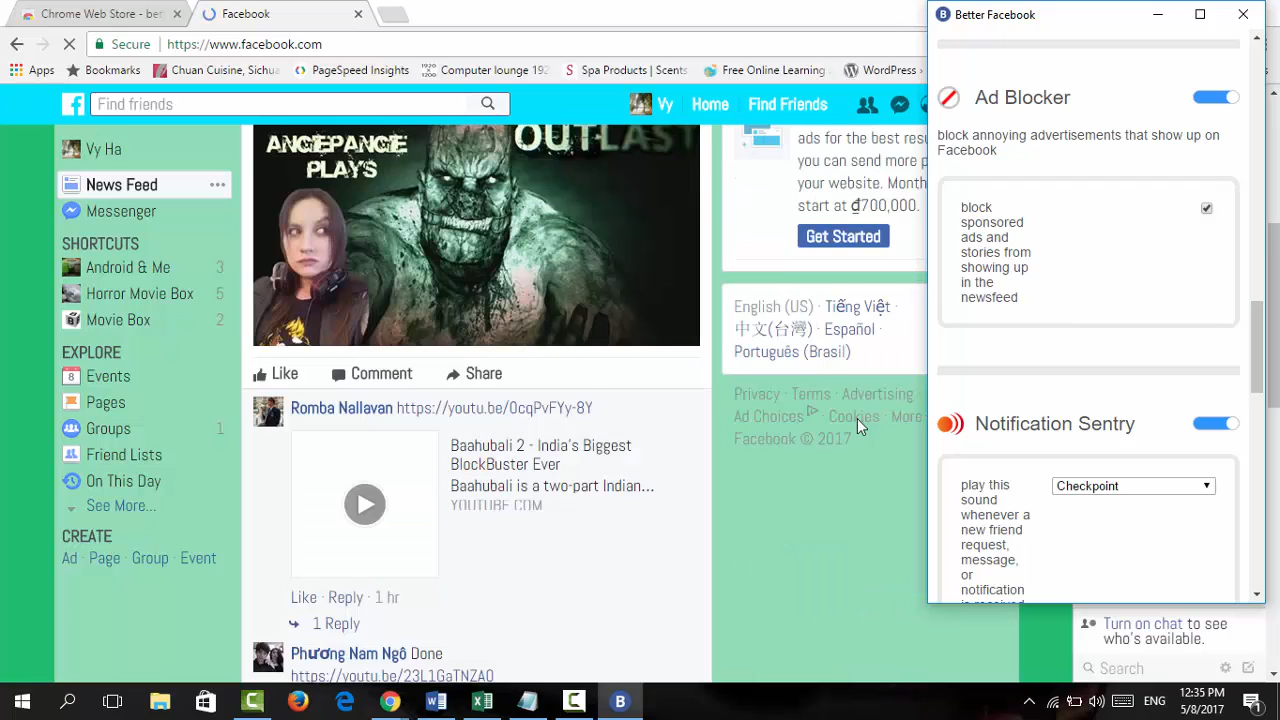 Chrome Web Store - bet
Facebook
Better Facebook
Secure
https://www.facebook.com
Apps
Bookmarks
Chuan Cuisine, Sichua
PageSpeed Insights
Computer lounge 192
Spa Products | Scents
Free Online Learning
WordPress
Find friends
Vy
Home
Find Friends
Vy Ha
News Feed
Messenger
SHORTCUTS
Android & Me 3
Horror Movie Box 5
Movie Box 2
EXPLORE
Events
Pages
Groups 1
Friend Lists
On This Day
See More...
CREATE
Ad · Page · Group · Event
ANGEPANGE
PLAYS
OUTLAST
Like
Comment
Share
Romba Nallavan https://youtu.be/0cqPvFYy-8Y
Baahubali 2 - India's Biggest
BlockBuster Ever
Baahubali is a two-part Indian...
YOUTUBE.COM
Like · Reply · 1 hr
1 Reply
Phương Nam Ngô Done
https://youtu.be/23L1GaTNZA0
ads for the best resu
you can send more p
your website. Month
start at ₫700,000.
Get Started
English (US) · Tiếng Việt ·
中文(台灣) · Español ·
Português (Brasil)
Privacy · Terms · Advertising ·
Ad Choices · Cookies · More
Facebook © 2017
Ad Blocker
block annoying advertisements that show up on
Facebook
block
sponsored
ads and
stories from
showing up
in the
newsfeed
Notification Sentry
play this
sound
whenever a
new friend
request,
message,
or
notification
is received
Checkpoint
Turn on chat to see
who's available.
Search
ENG
12:35 PM
5/8/2017
1